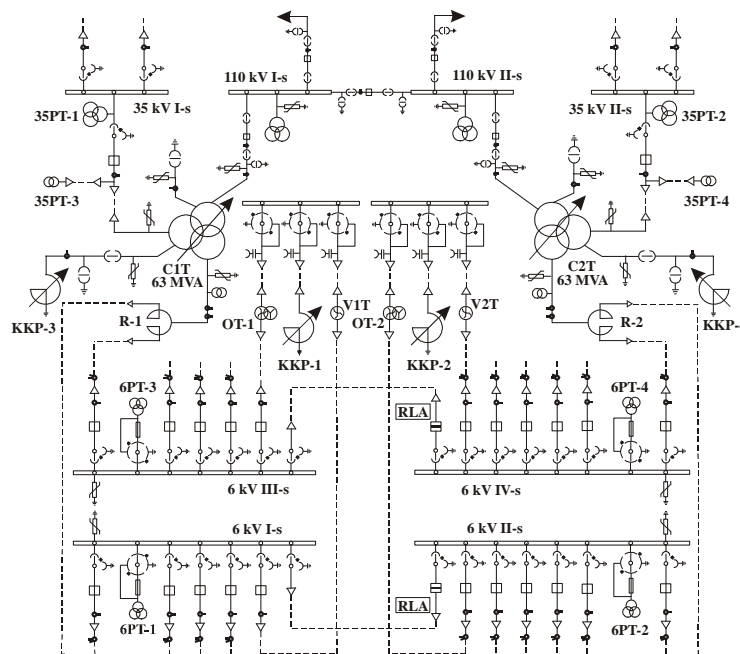 110 kV I-s
110 kV II-s
35PT-1
35 kV I-s
35 kV II-s
35PT-2
35PT-3
35PT-4
C1T
63 MVA
C2T
63 MVA
KKP-3
R-1
OT-1
V1T
OT-2
V2T
R-2
KKP-
KKP-1
KKP-2
6PT-3
6PT-4
RLA
6 kV III-s
6 kV IV-s
6 kV I-s
6 kV II-s
RLA
6PT-1
6PT-2